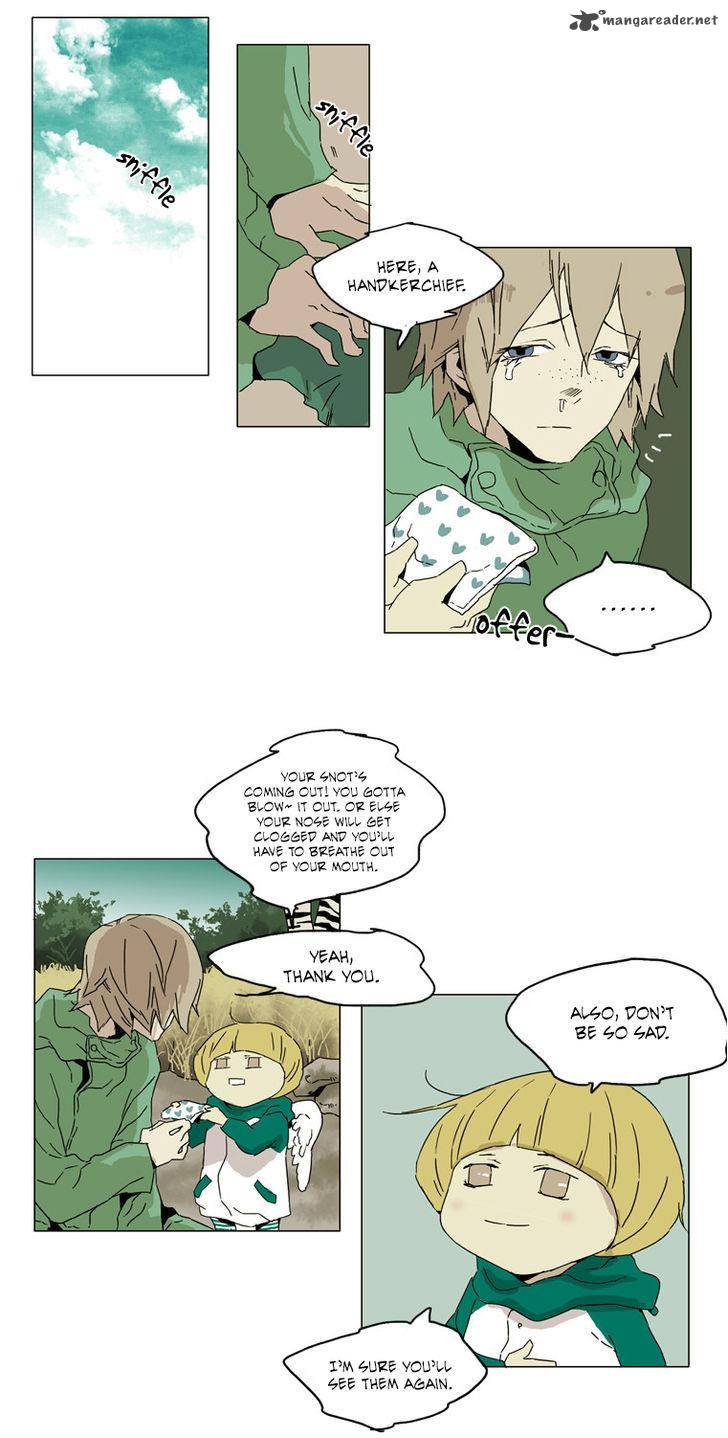 mangareader.net
sniffle
sniffle
HERE, A
HANDKERCHIEF.
offer~
......
YOUR SNOT'S
COMING OUT! YOU GOTTA
BLOW~ IT OUT. OR ELSE
YOUR NOSE WILL GET
CLOGGED AND YOU'LL
HAVE TO BREATHE OUT
OF YOUR MOUTH.
YEAH,
THANK YOU.
ALSO, DON'T
BE SO SAD.
I'M SURE YOU'LL
SEE THEM AGAIN.